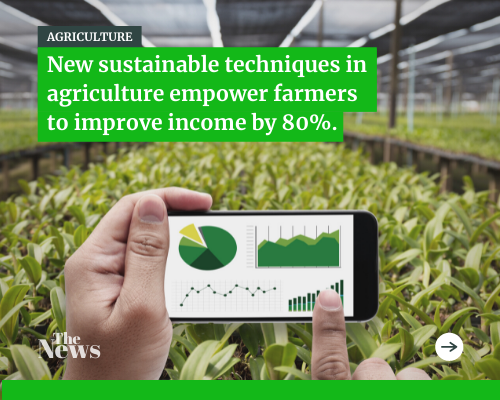 AGRICULTURE
New sustainable techniques in
agriculture empower farmers
to improve income by 80%.
The
News